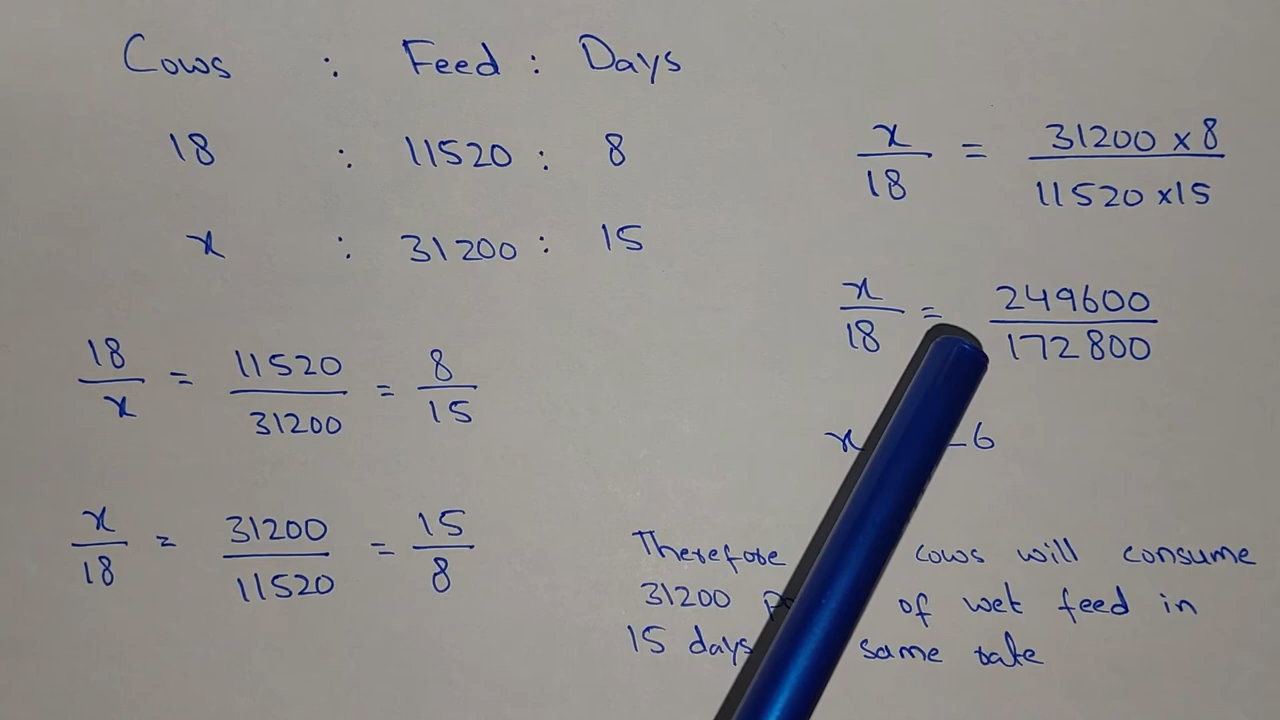 Cows : Feed : Days
18 : 11520 : 8
x : 31200 : 15
18/x = 11520/31200 = 8/15
x/18 = 31200/11520 = 15/8
x/18 = 31200 x 8/11520 x 15
x/18 = 249600/172800
x 6
Therefore cows will consume
31200 of wet feed in
15 days same rate